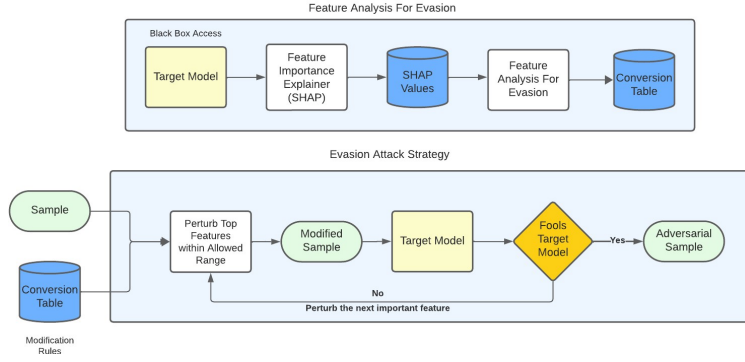 Feature Analysis For Evasion
Black Box Access
Target Model
Feature
Importance
Explainer
(SHAP)
SHAP
Values
Feature
Analysis For
Evasion
Conversion
Table
Evasion Attack Strategy
Sample
Conversion
Table
Modification
Rules
Perturb Top
Features
within Allowed
Range
Modified
Sample
Target Model
Fools
Target
Model
Yes
Adversarial
Sample
No
Perturb the next important feature